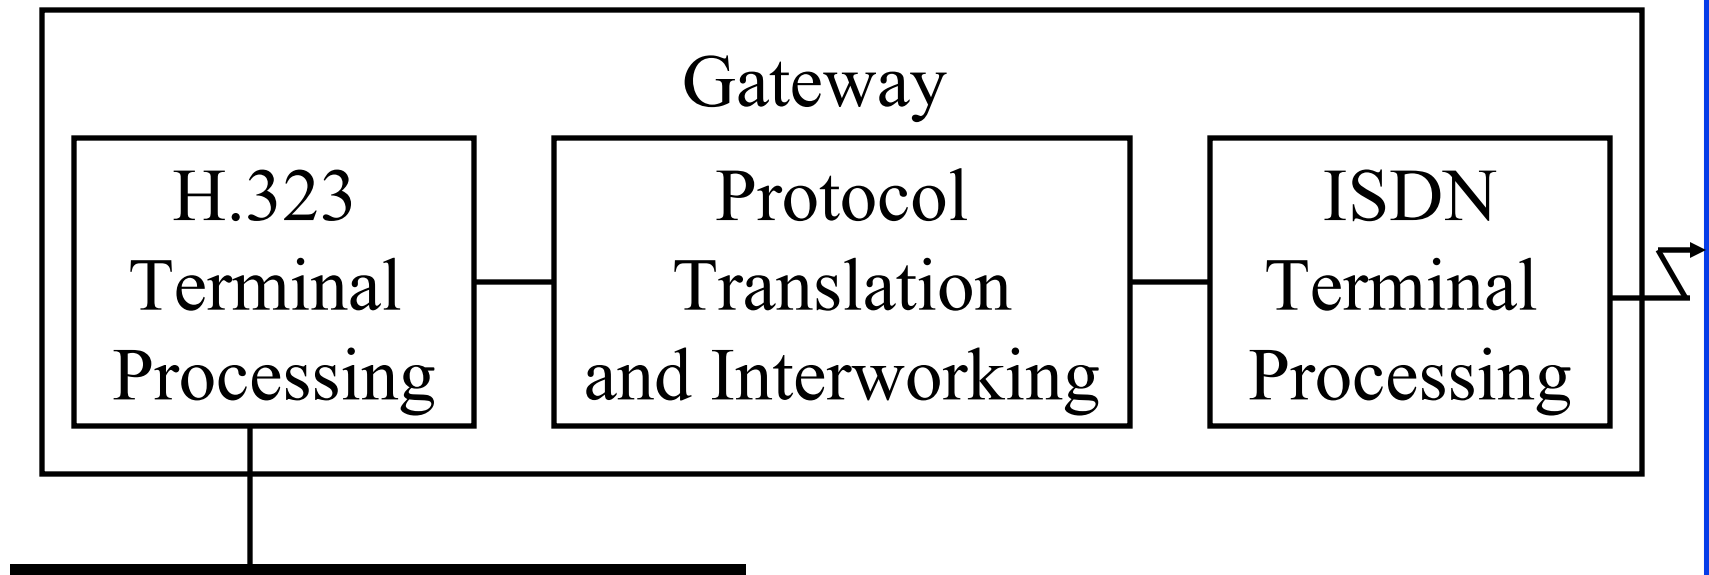 Gateway
H.323
Terminal
Processing
Protocol
Translation
and Interworking
ISDN
Terminal
Processing